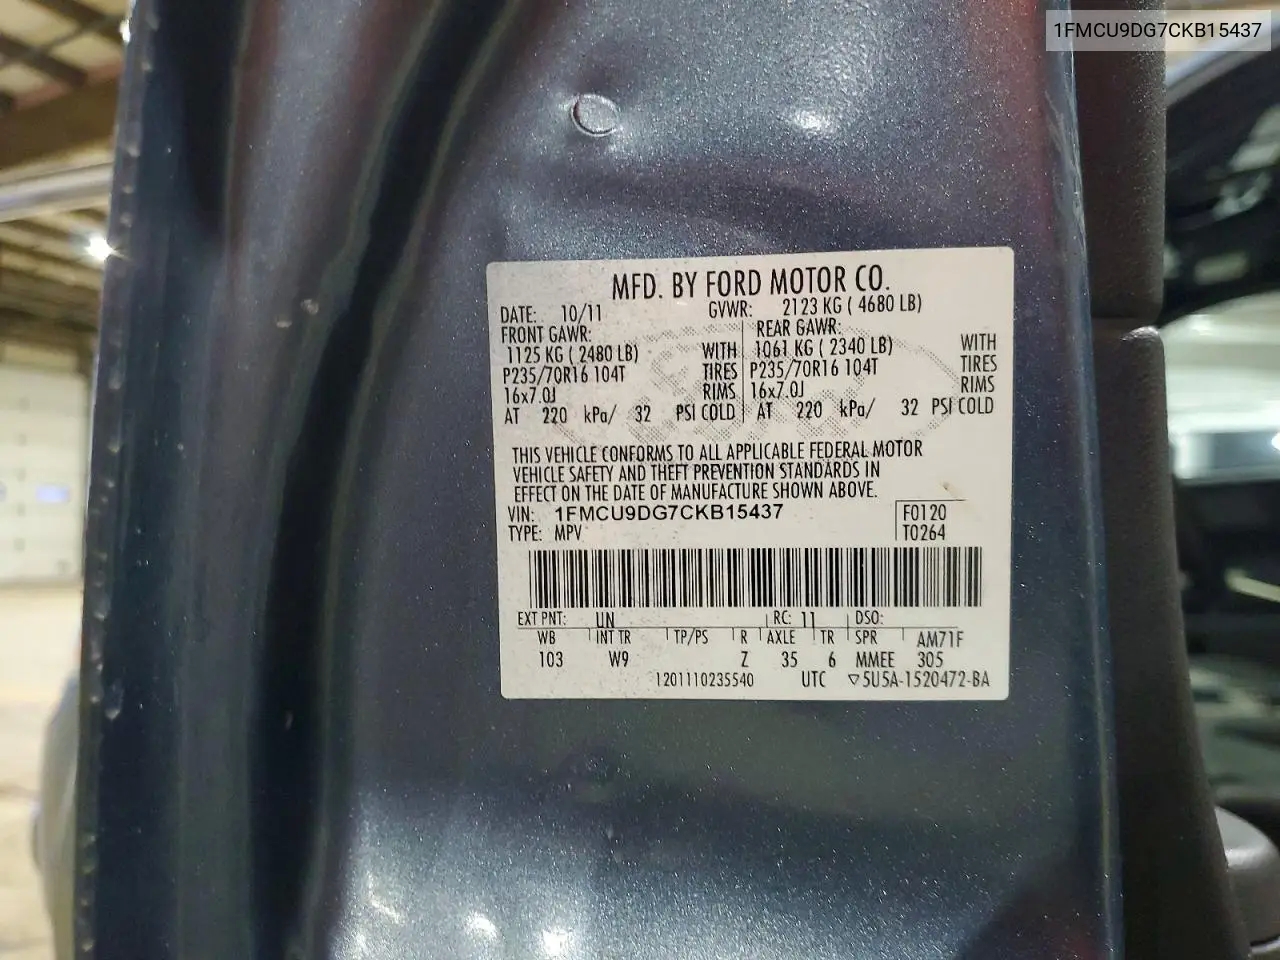 1FMCU9DG7CKB15437
MFD. BY FORD MOTOR CO.
DATE: 10/11 GVWR: 2123 KG ( 4680 LB)
FRONT GAWR: REAR GAWR:
1125 KG ( 2480 LB) WITH 1061 KG ( 2340 LB) WITH
P235/70R16 104T TIRES P235/70R16 104T TIRES
16x7.0J RIMS 16x7.0J RIMS
AT 220 kPa/ 32 PSI COLD AT 220 kPa/ 32 PSI COLD
THIS VEHICLE CONFORMS TO ALL APPLICABLE FEDERAL MOTOR
VEHICLE SAFETY AND THEFT PREVENTION STANDARDS IN
EFFECT ON THE DATE OF MANUFACTURE SHOWN ABOVE.
VIN: 1FMCU9DG7CKB15437 F0120
TYPE: MPV T0264
EXT PNT: UN RC: 11 DSO:
WB INT TR TP/PS R AXLE TR SPR AM71F
103 W9 Z 35 6 MMEE 305
1201110235540 UTC ▽5U5A-1520472-BA